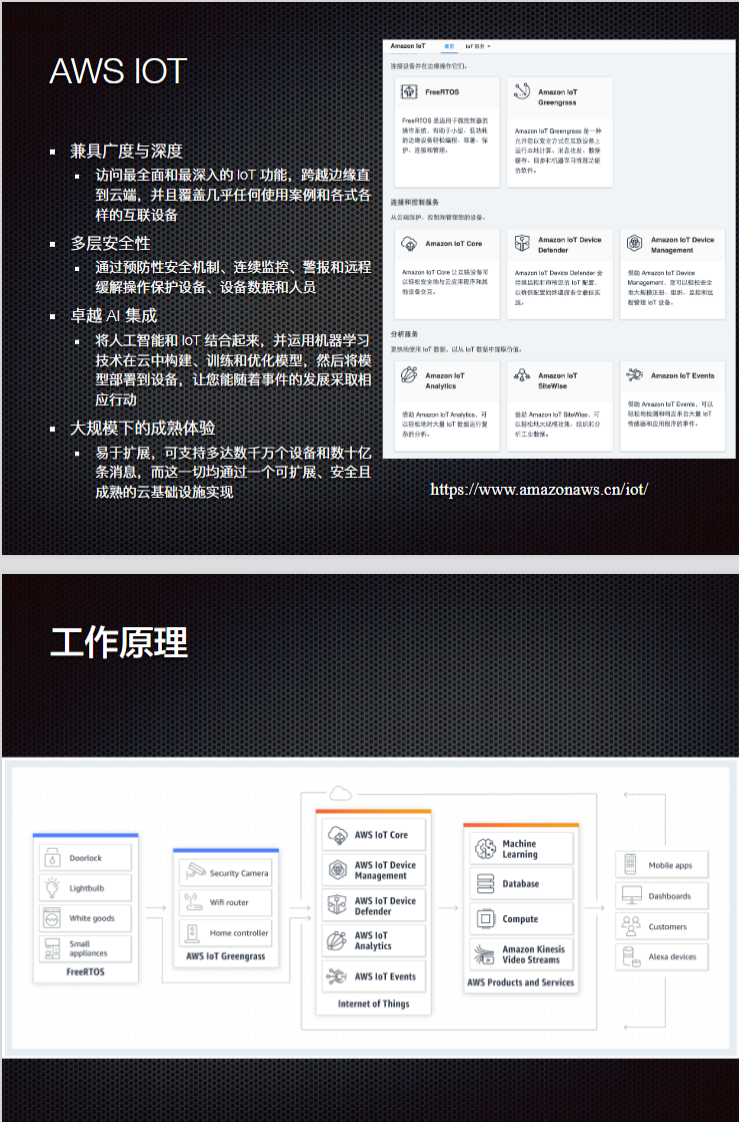 AWS IOT
兼具广度与深度
访问最全面和最深入的 IoT 功能，跨越边缘直
到云端，并且覆盖几乎任何使用案例和各式各
样的互联设备
多层安全性
通过预防性安全机制、连续监控、警报和远程
缓解操作保护设备、设备数据和人员
卓越 AI 集成
将人工智能和 IoT 结合起来，并运用机器学习
技术在云中构建、训练和优化模型，然后将模
型部署到设备，让您能随着事件的发展采取相
应行动
大规模下的成熟体验
易于扩展，可支持多达数千万个设备和数十亿
条消息，而这一切均通过一个可扩展、安全且
成熟的云基础设施实现
Amazon IoT 概览 IoT 服务
连接设备并在边缘操作它们。
FreeRTOS
FreeRTOS 是适用于微控制器的
操作系统，有助于小型、低功耗
的边缘设备轻松编程、部署、保
护、连接和管理。
Amazon IoT
Greengrass
Amazon IoT Greengrass 是一种
允许您以安全方式在互联设备上
运行本地计算、消息收发、数据
缓存、同步和机器学习推理功能
的软件。
连接和控制服务
从云端保护、控制和管理您的设备。
Amazon IoT Core
Amazon IoT Core 让互联设备可
以轻松安全地与云应用程序和其
他设备交互。
Amazon IoT Device
Defender
Amazon IoT Device Defender 会
持续监控和审核您的 IoT 配置，
以确保配置始终遵循安全最佳实
践。
Amazon IoT Device
Management
借助 Amazon IoT Device
Management，您可以轻松安全
地大规模注册、组织、监控和远
程管理 IoT 设备。
分析服务
更快地使用 IoT 数据，以从 IoT 数据中提取价值。
Amazon IoT
Analytics
借助 Amazon IoT Analytics，可
以轻松地对大量 IoT 数据运行复
杂的分析。
Amazon IoT
SiteWise
借助 Amazon IoT SiteWise，可
以轻松地大规模收集、组织和分
析工业数据。
Amazon IoT Events
借助 Amazon IoT Events，可以
轻松地检测和响应来自大量 IoT
传感器和应用程序的事件。
https://www.amazonaws.cn/iot/
工作原理
Doorlock
Lightbulb
White goods
Small
appliances
FreeRTOS
Security Camera
Wifi router
Home controller
AWS IoT Greengrass
AWS IoT Core
AWS IoT Device
Management
AWS IoT Device
Defender
AWS IoT
Analytics
AWS IoT Events
Internet of Things
Machine
Learning
Database
Compute
Amazon Kinesis
Video Streams
AWS Products and Services
Mobile apps
Dashboards
Customers
Alexa devices